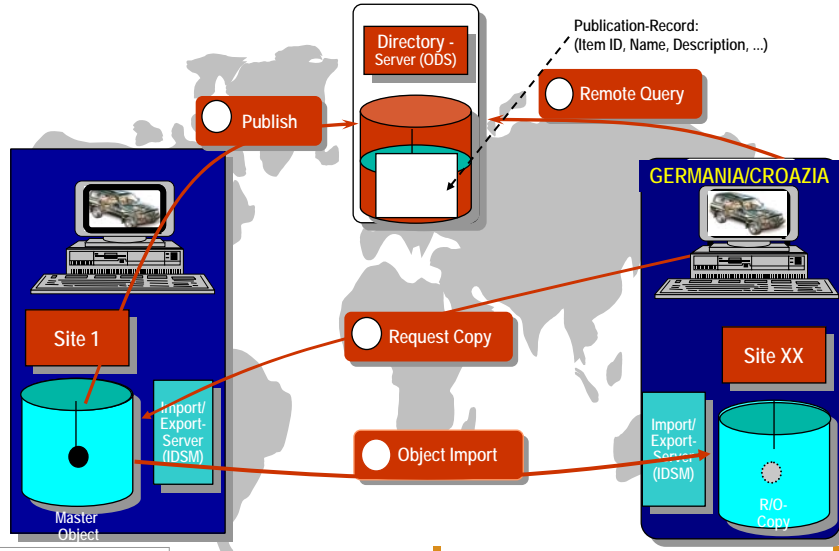 Publication-Record:
(Item ID, Name, Description, ...)
Directory -
Server (ODS)
Publish
Remote Query
GERMANIA/CROAZIA
Site 1
Request Copy
Site XX
Import/
Export-
Server
(IDSM)
Import/
Export-
Server
(IDSM)
Object Import
Master
Object
R/O-
Copy